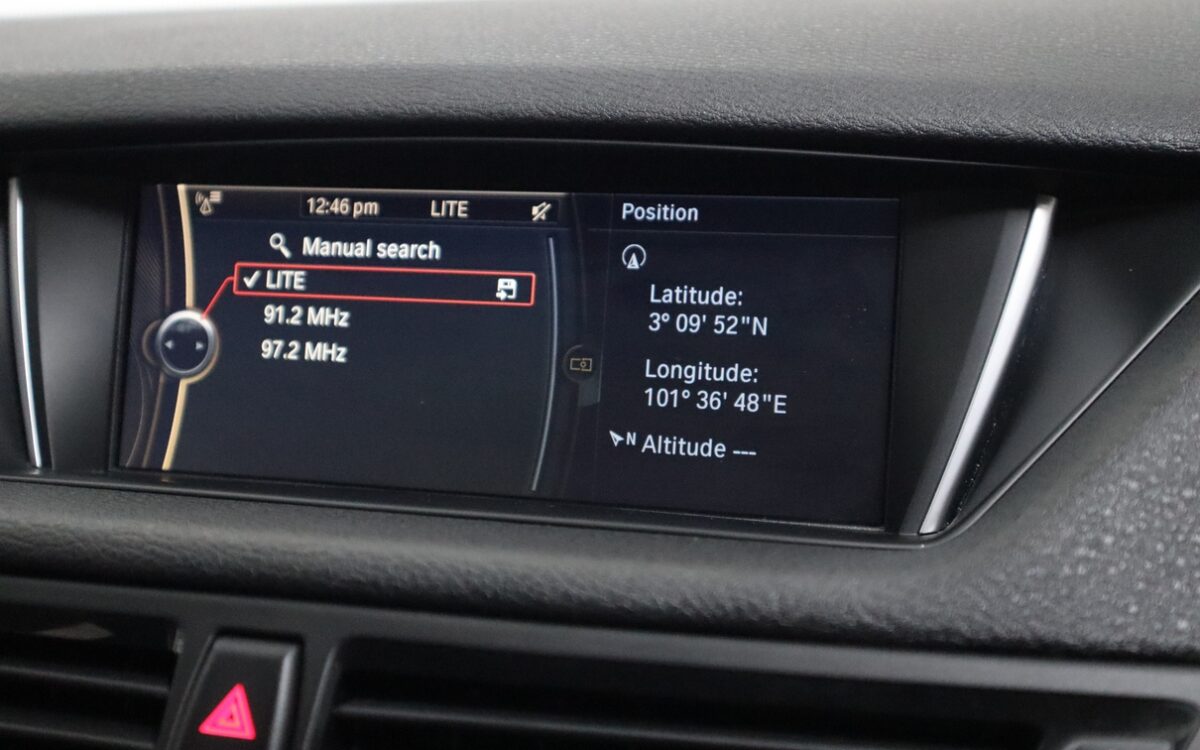 12:46 pm LITE
Manual search
LITE
91.2 MHz
97.2 MHz
Position
Latitude:
3° 09' 52"N
Longitude:
101° 36' 48"E
N Altitude ---